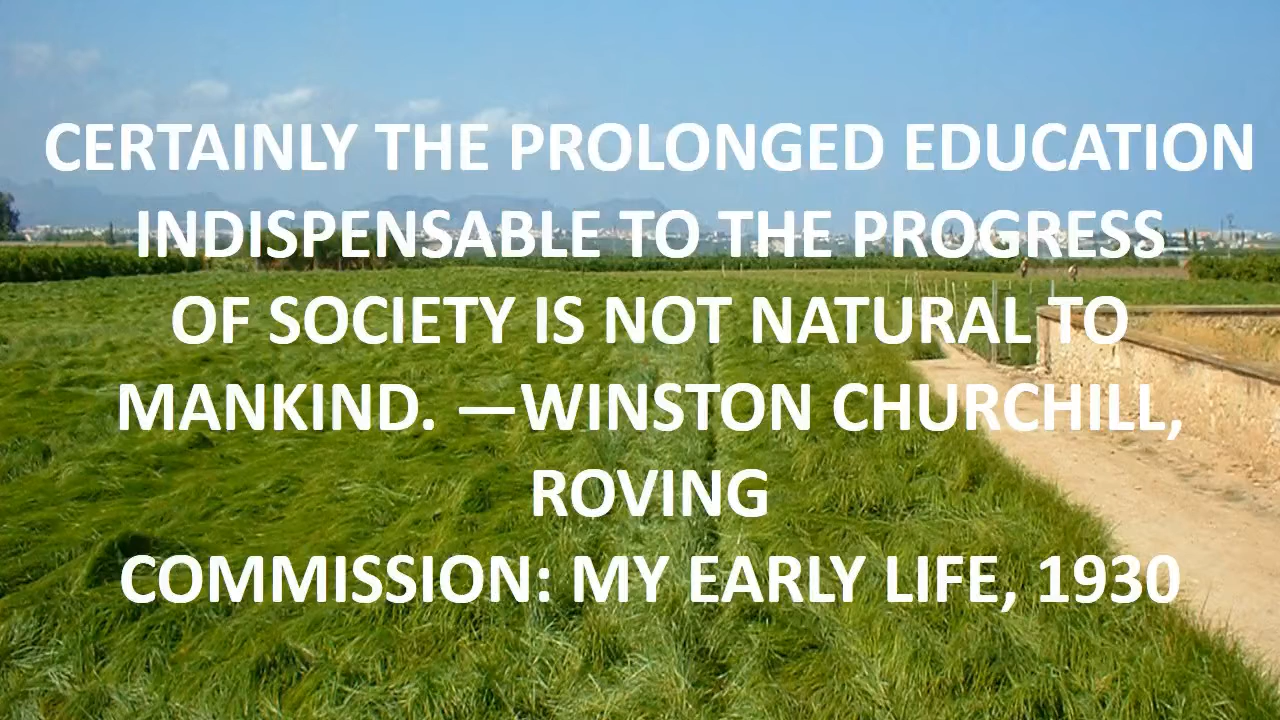 CERTAINLY THE PROLONGED EDUCATION
INDISPENSABLE TO THE PROGRESS
OF SOCIETY IS NOT NATURAL TO
MANKIND. —WINSTON CHURCHILL,
ROVING
COMMISSION: MY EARLY LIFE, 1930